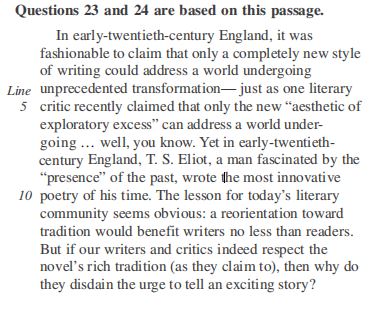 Questions 23 and 24 are based on this passage.
In early-twentieth-century England, it was
fashionable to claim that only a completely new style
of writing could address a world undergoing
Line unprecedented transformation—just as one literary
5 critic recently claimed that only the new “aesthetic of
exploratory excess” can address a world under-
going … well, you know. Yet in early-twentieth-
century England, T. S. Eliot, a man fascinated by the
“presence” of the past, wrote the most innovative
10 poetry of his time. The lesson for today’s literary
community seems obvious: a reorientation toward
tradition would benefit writers no less than readers.
But if our writers and critics indeed respect the
novel’s rich tradition (as they claim to), then why do
they disdain the urge to tell an exciting story?